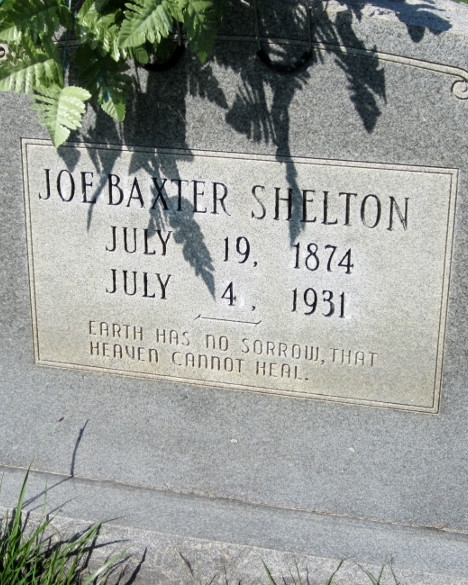 JOE BAXTER SHELTON
JULY 19, 1874
JULY 4, 1931
EARTH HAS NO SORROW, THAT
HEAVEN CANNOT HEAL.